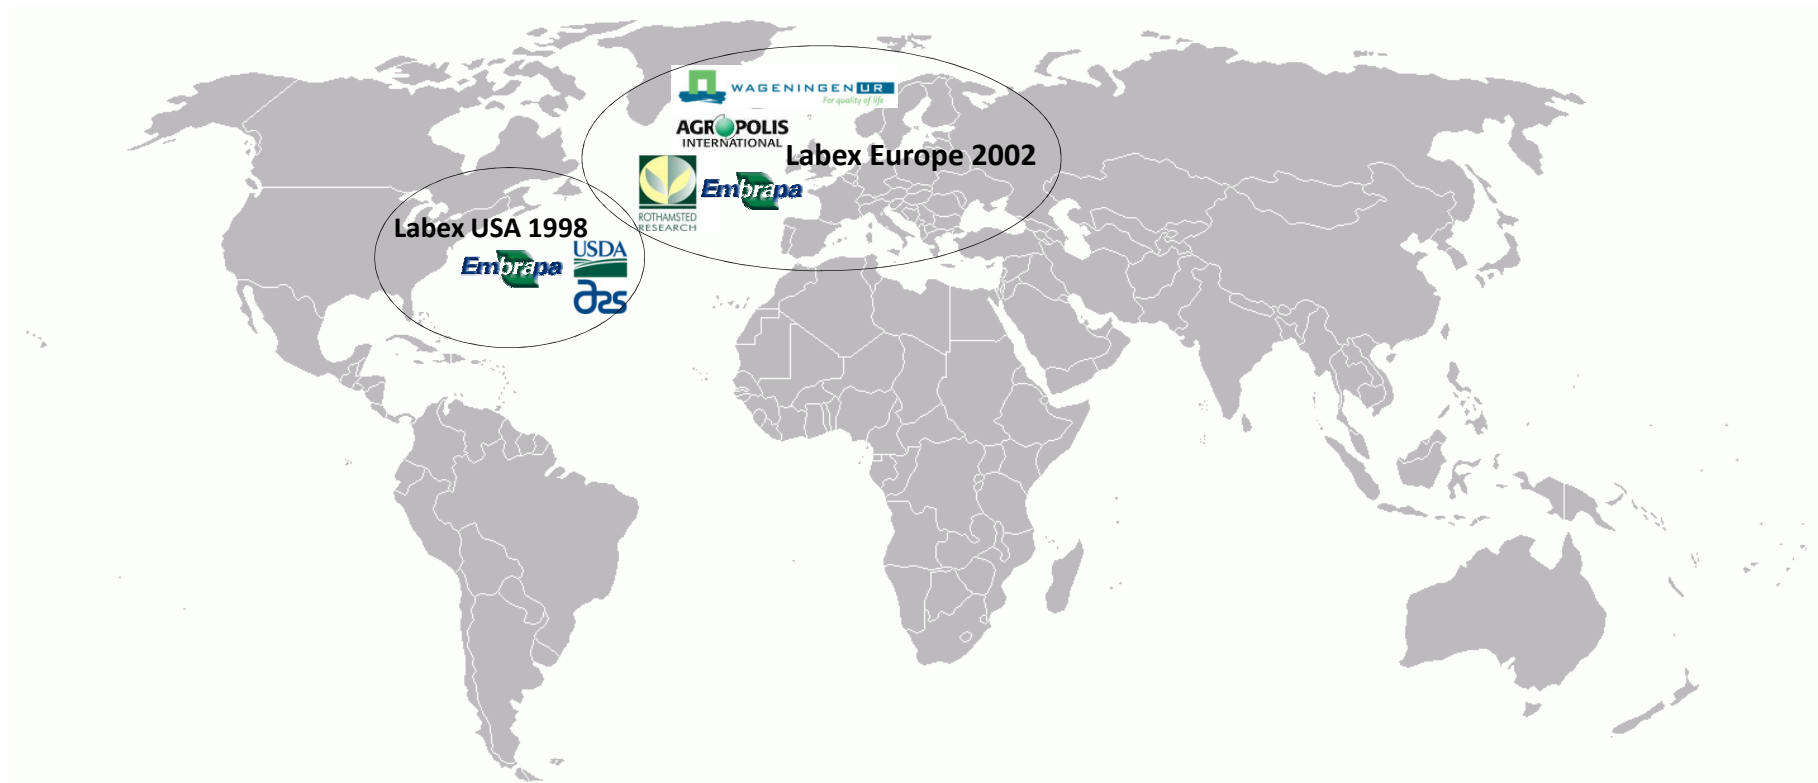 WAGENINGEN UR
For quality of life
AGROPOLIS
INTERNATIONAL
Labex Europe 2002
Embrapa
ROTHAMSTED
RESEARCH
Labex USA 1998
Embrapa
USDA
ars